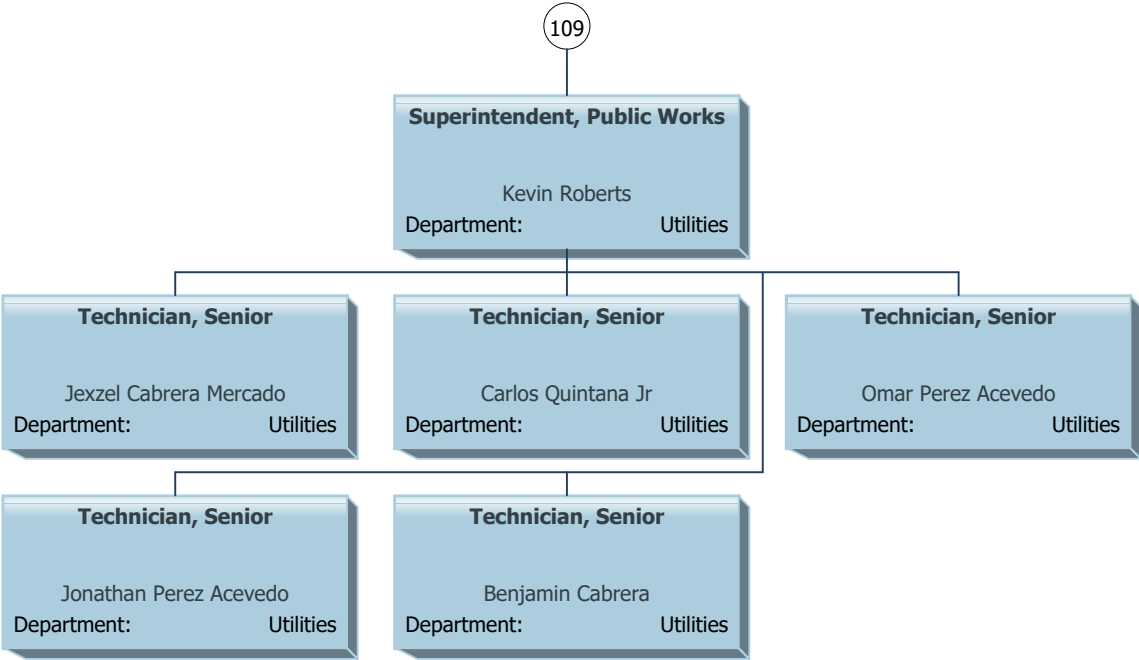 109
Superintendent, Public Works
Kevin Roberts
Department: Utilities
Technician, Senior
Jexzel Cabrera Mercado
Department: Utilities
Technician, Senior
Carlos Quintana Jr
Department: Utilities
Technician, Senior
Omar Perez Acevedo
Department: Utilities
Technician, Senior
Jonathan Perez Acevedo
Department: Utilities
Technician, Senior
Benjamin Cabrera
Department: Utilities